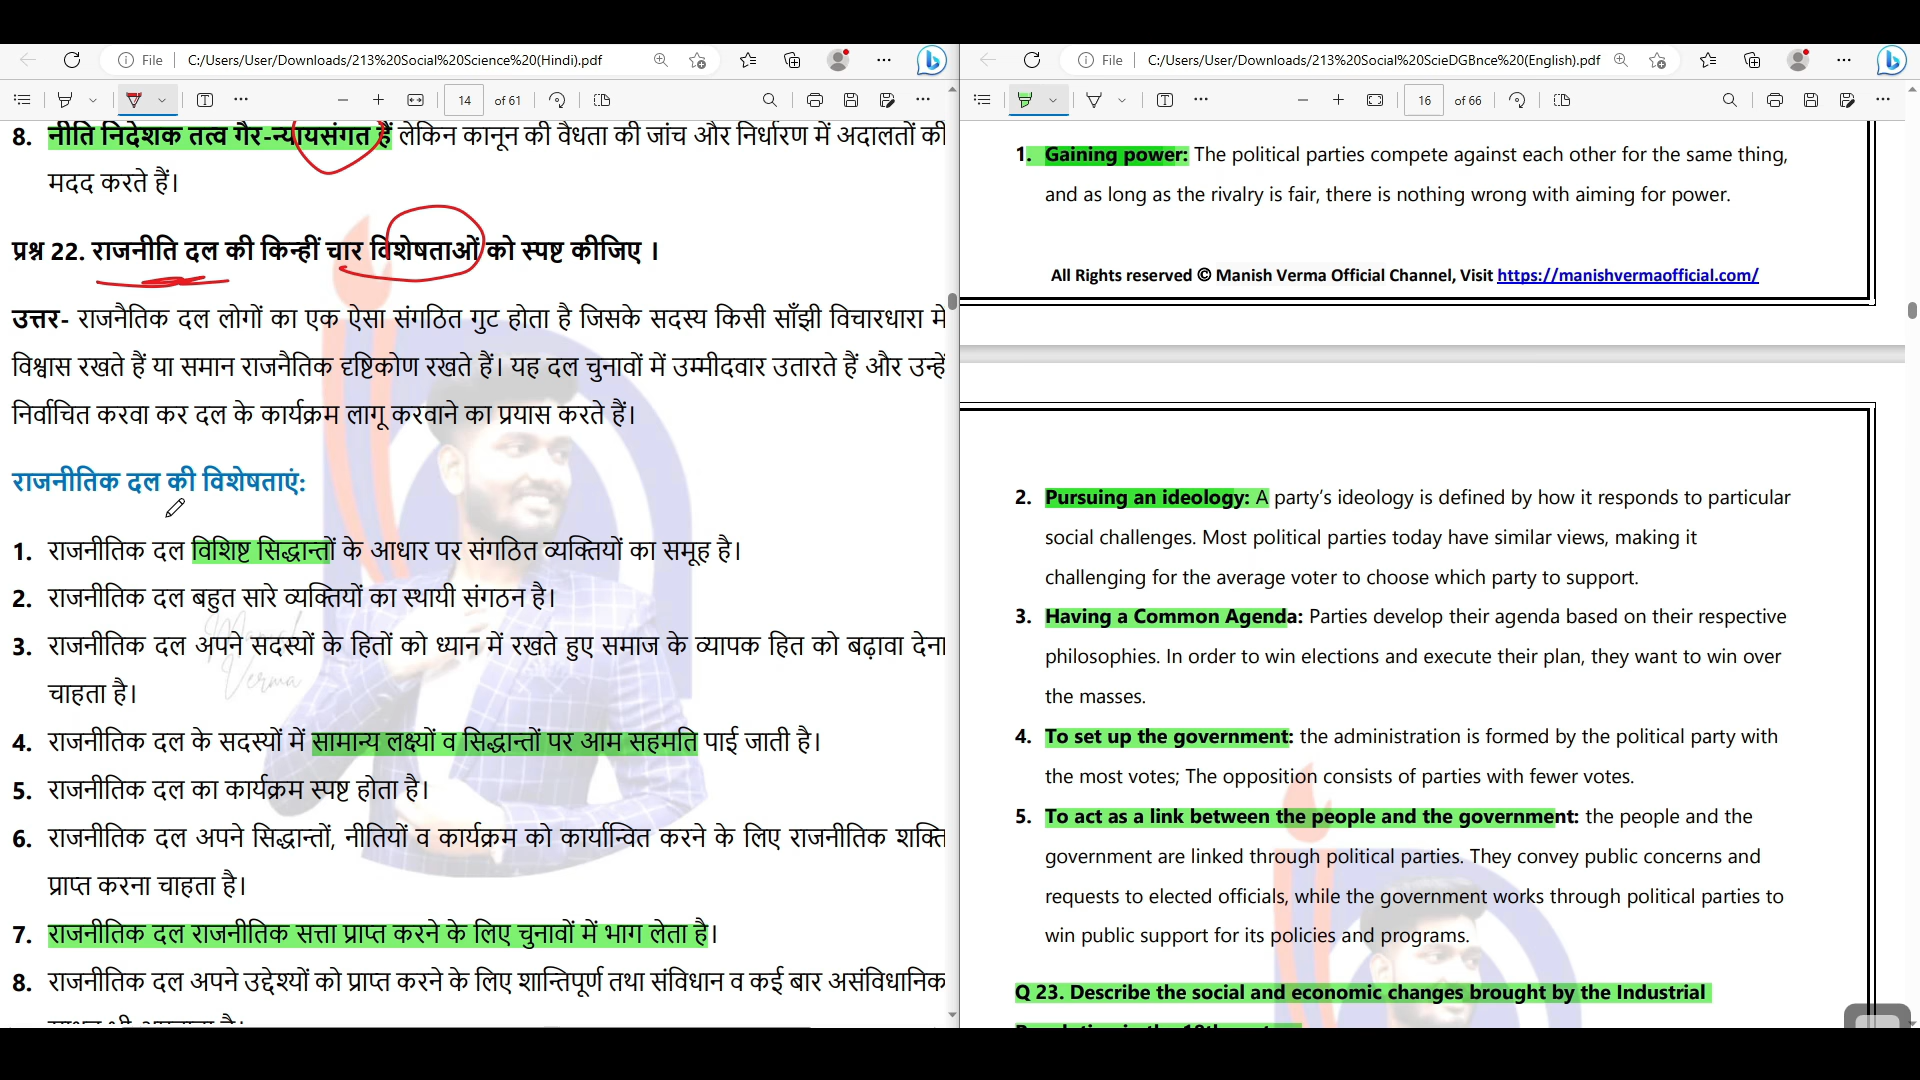 File C:/Users/User/Downloads/213%20Social%20Science%20(Hindi).pdf
14 of 61
8. नीति निदेशक तत्व गैर-न्यायसंगत हैं लेकिन कानून की वैधता की जांच और निर्धारण में अदालतों की
मदद करते हैं।
प्रश्न 22. राजनीति दल की किन्हीं चार विशेषताओं को स्पष्ट कीजिए ।
उत्तर- राजनैतिक दल लोगों का एक ऐसा संगठित गुट होता है जिसके सदस्य किसी साँझी विचारधारा में
विश्वास रखते हैं या समान राजनैतिक दृष्टिकोण रखते हैं। यह दल चुनावों में उम्मीदवार उतारते हैं और उन्हें
निर्वाचित करवा कर दल के कार्यक्रम लागू करवाने का प्रयास करते हैं।
राजनीतिक दल की विशेषताएं:
1. राजनीतिक दल विशिष्ट सिद्धान्तों के आधार पर संगठित व्यक्तियों का समूह है।
2. राजनीतिक दल बहुत सारे व्यक्तियों का स्थायी संगठन है।
3. राजनीतिक दल अपने सदस्यों के हितों को ध्यान में रखते हुए समाज के व्यापक हित को बढ़ावा देना
चाहता है।
4. राजनीतिक दल के सदस्यों में सामान्य लक्ष्यों व सिद्धान्तों पर आम सहमति पाई जाती है।
5. राजनीतिक दल का कार्यक्रम स्पष्ट होता है।
6. राजनीतिक दल अपने सिद्धान्तों, नीतियों व कार्यक्रम को कार्यान्वित करने के लिए राजनीतिक शक्ति
प्राप्त करना चाहता है।
7. राजनीतिक दल राजनीतिक सत्ता प्राप्त करने के लिए चुनावों में भाग लेता है।
8. राजनीतिक दल अपने उद्देश्यों को प्राप्त करने के लिए शान्तिपूर्ण तथा संविधान व कई बार असंविधानिक
Manish
Verma
File C:/Users/User/Downloads/213%20Social%20ScieDGBnce%20(English).pdf
16 of 66
1. Gaining power: The political parties compete against each other for the same thing,
and as long as the rivalry is fair, there is nothing wrong with aiming for power.
All Rights reserved © Manish Verma Official Channel, Visit https://manishvermaofficial.com/
2. Pursuing an ideology: A party’s ideology is defined by how it responds to particular
social challenges. Most political parties today have similar views, making it
challenging for the average voter to choose which party to support.
3. Having a Common Agenda: Parties develop their agenda based on their respective
philosophies. In order to win elections and execute their plan, they want to win over
the masses.
4. To set up the government: the administration is formed by the political party with
the most votes; The opposition consists of parties with fewer votes.
5. To act as a link between the people and the government: the people and the
government are linked through political parties. They convey public concerns and
requests to elected officials, while the government works through political parties to
win public support for its policies and programs.
Q 23. Describe the social and economic changes brought by the Industrial